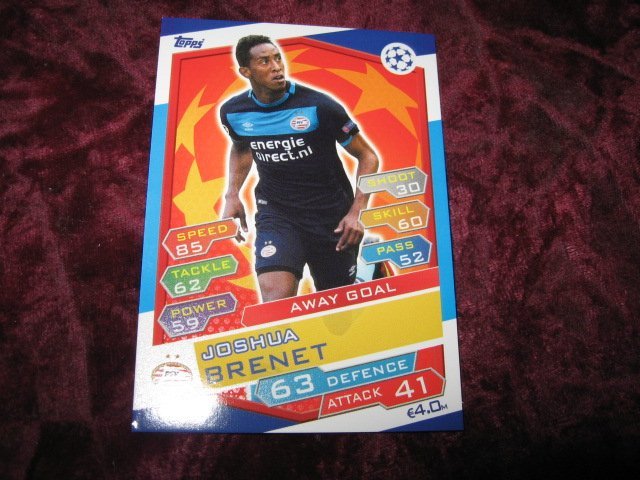 topps
energie
direct.nl
SPEED
85
TACKLE
62
POWER
59
SHOOT
30
SKILL
60
PASS
52
AWAY GOAL
JOSHUA
BRENET
63 DEFENCE
ATTACK 41
€4.0M